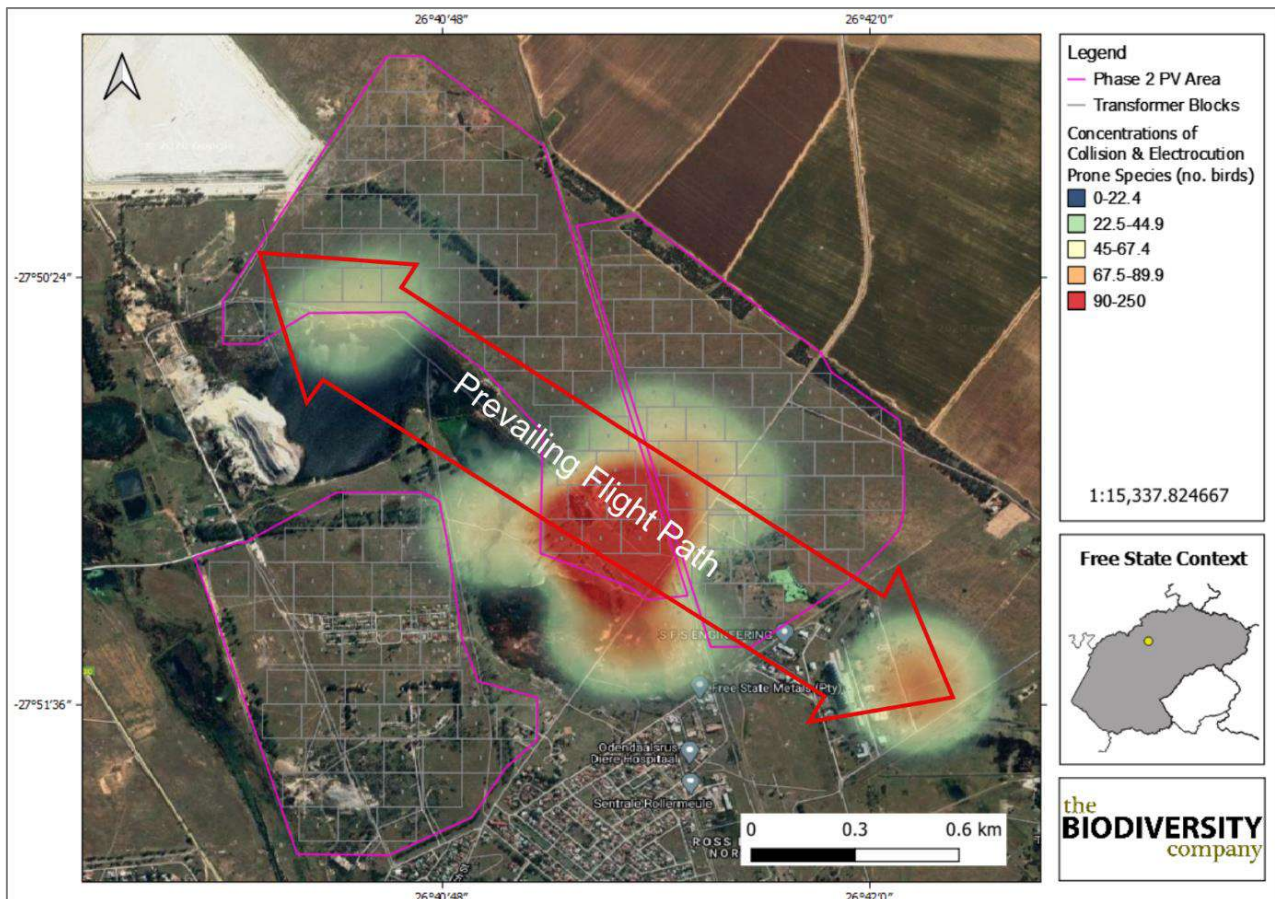 26°40'48"
26°42'0"
-27°50'24"
-27°51'36"
Prevailing Flight Path
S F S ENGINEERING
Free State Metals (Pty)
Odendaalsrus
Diere Hospitaal
Sentrale Rollermeule
ROSS
NOR
0 0.3 0.6 km
26°40'48"
26°42'0"
Legend
Phase 2 PV Area
Transformer Blocks
Concentrations of
Collision & Electrocution
Prone Species (no. birds)
0-22.4
22.5-44.9
45-67.4
67.5-89.9
90-250
1:15,337.824667
Free State Context
the
BIODIVERSITY
company